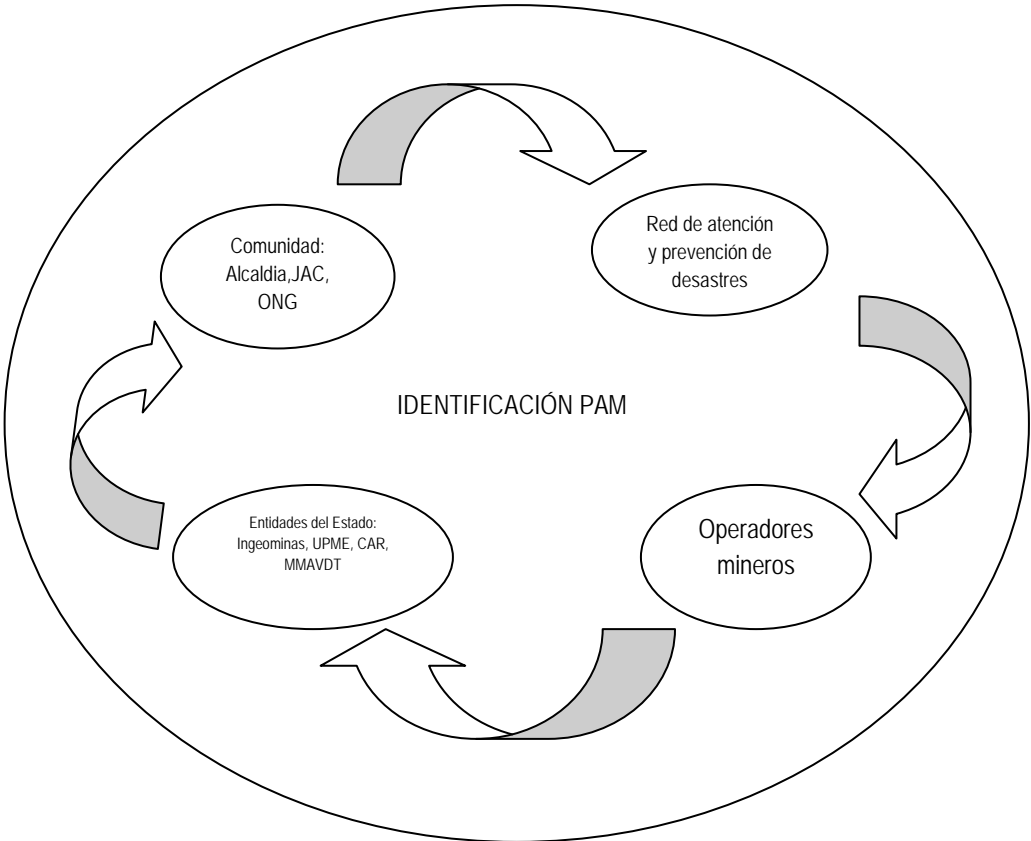 Comunidad:
Alcaldia,JAC,
ONG
Red de atención
y prevención de
desastres
IDENTIFICACIÓN PAM
Entidades del Estado:
Ingeominas, UPME, CAR,
MMAVDT
Operadores
mineros